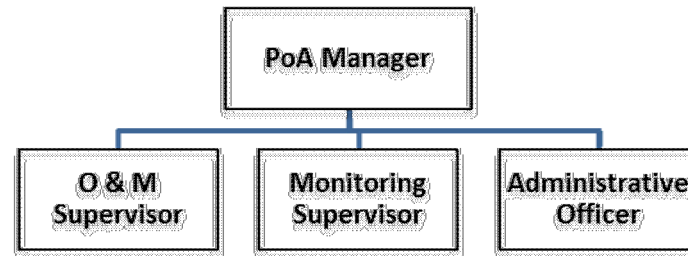 PoA Manager
O & M
Supervisor
Monitoring
Supervisor
Administrative
Officer